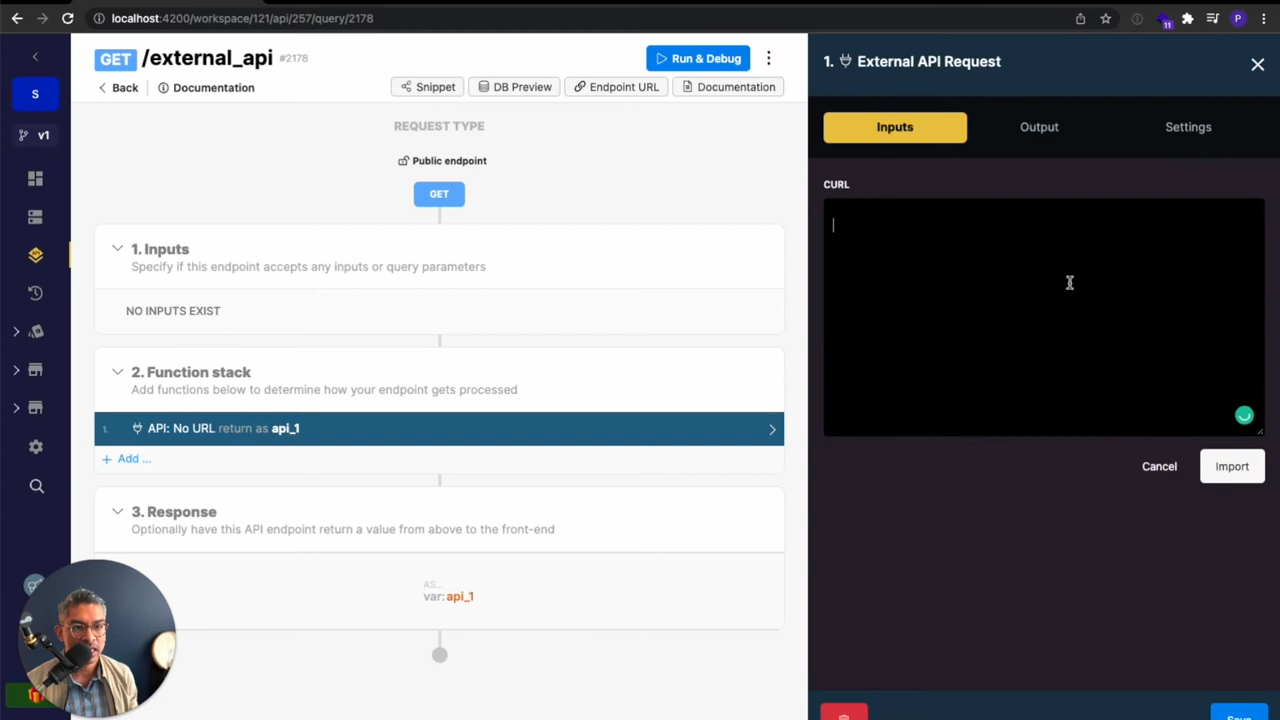 localhost:4200/workspace/121/api/257/query/2178
P
11
GET /external_api #2178
Run & Debug
Back
Documentation
Snippet
DB Preview
Endpoint URL
Documentation
S
v1
REQUEST TYPE
Public endpoint
GET
1. Inputs
Specify if this endpoint accepts any inputs or query parameters
NO INPUTS EXIST
2. Function stack
Add functions below to determine how your endpoint gets processed
1. API: No URL return as api_1
+ Add ...
3. Response
Optionally have this API endpoint return a value from above to the front-end
AS...
var: api_1
1. External API Request
Inputs
Output
Settings
CURL
Cancel
Import
Save